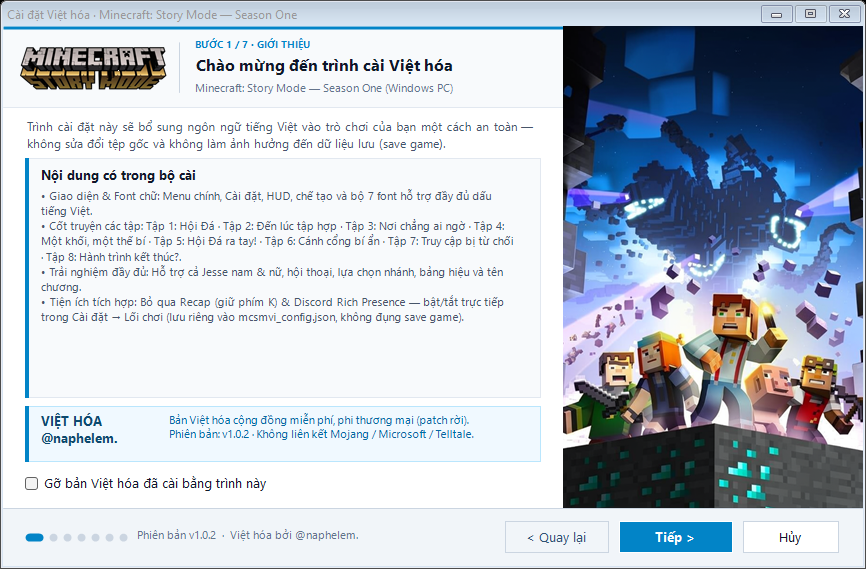 Cài đặt Việt hóa · Minecraft: Story Mode — Season One
MINECRAFT
STORY MODE
BƯỚC 1 / 7 · GIỚI THIỆU
Chào mừng đến trình cài Việt hóa
Minecraft: Story Mode — Season One (Windows PC)
Trình cài đặt này sẽ bổ sung ngôn ngữ tiếng Việt vào trò chơi của bạn một cách an toàn —
không sửa đổi tệp gốc và không làm ảnh hưởng đến dữ liệu lưu (save game).
Nội dung có trong bộ cài
• Giao diện & Font chữ: Menu chính, Cài đặt, HUD, chế tạo và bộ 7 font hỗ trợ đầy đủ dấu
tiếng Việt.
• Cốt truyện các tập: Tập 1: Hội Đá · Tập 2: Đến lúc tập hợp · Tập 3: Nơi chẳng ai ngờ · Tập 4:
Một khối, một thế bí · Tập 5: Hội Đá ra tay! · Tập 6: Cánh cổng bí ẩn · Tập 7: Truy cập bị từ chối
· Tập 8: Hành trình kết thúc?.
• Trải nghiệm đầy đủ: Hỗ trợ cả Jesse nam & nữ, hội thoại, lựa chọn nhánh, bảng hiệu và tên
chương.
• Tiện ích tích hợp: Bỏ qua Recap (giữ phím K) & Discord Rich Presence — bật/tắt trực tiếp
trong Cài đặt → Lối chơi (lưu riêng vào mcsmvi_config.json, không đụng save game).
VIỆT HÓA
@naphelem.
Bản Việt hóa cộng đồng miễn phí, phi thương mại (patch rời).
Phiên bản: v1.0.2 · Không liên kết Mojang / Microsoft / Telltale.
Gỡ bản Việt hóa đã cài bằng trình này
Phiên bản v1.0.2 · Việt hóa bởi @naphelem.
< Quay lại
Tiếp >
Hủy